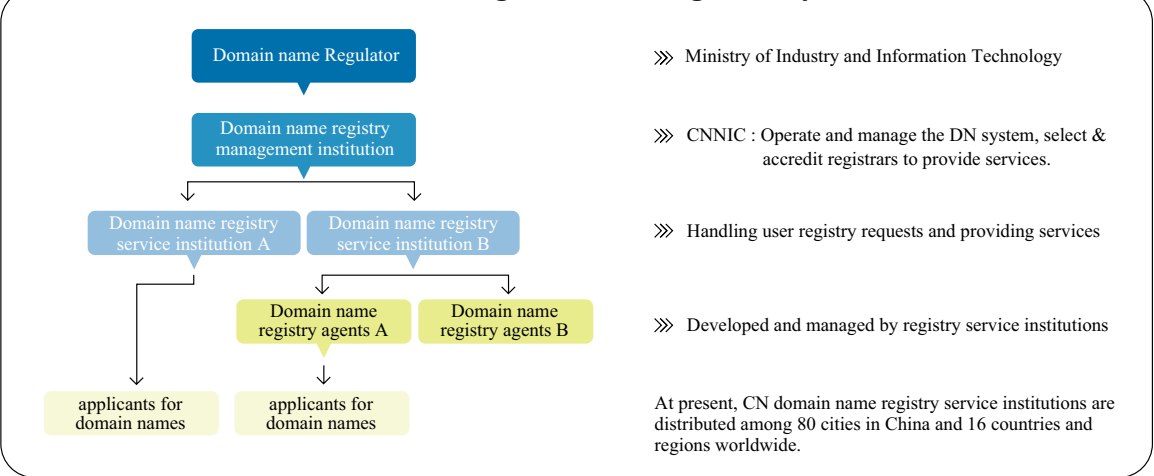 Domain name Regulator
Ministry of Industry and Information Technology
Domain name registry
management institution
CNNIC : Operate and manage the DN system, select &
accredit registrars to provide services.
Domain name registry
service institution A
Domain name registry
service institution B
Handling user registry requests and providing services
Domain name
registry agents A
Domain name
registry agents B
Developed and managed by registry service institutions
applicants for
domain names
applicants for
domain names
At present, CN domain name registry service institutions are
distributed among 80 cities in China and 16 countries and
regions worldwide.